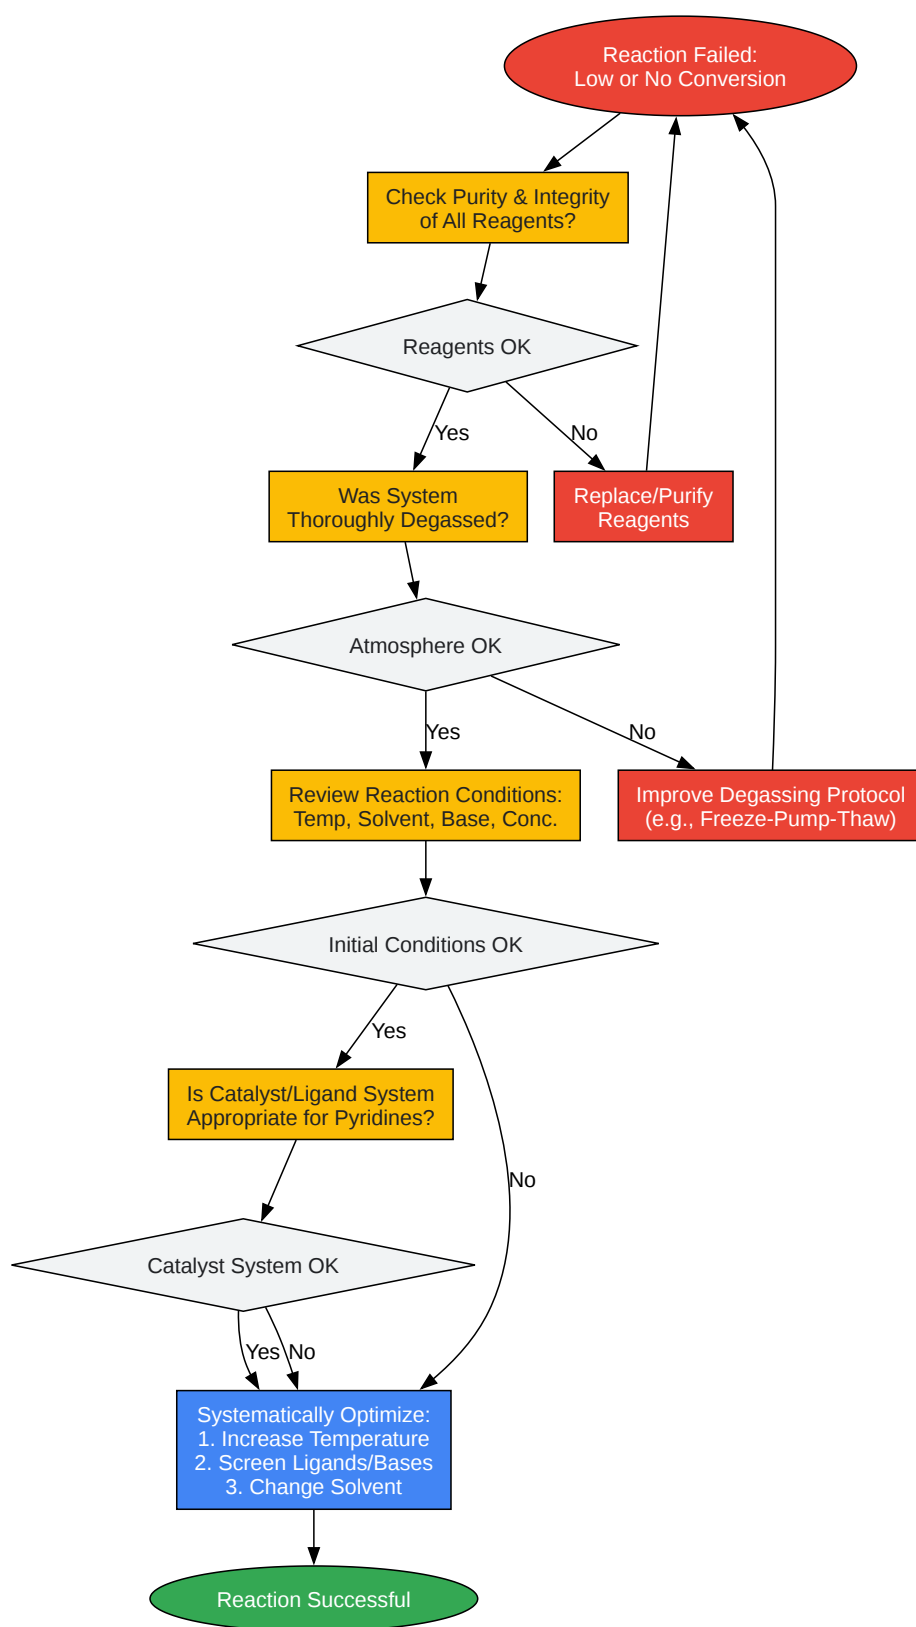 Reaction Failed:
Low or No Conversion
Check Purity & Integrity
of All Reagents?
Reagents OK
Yes
No
Was System
Thoroughly Degassed?
Replace/Purify
Reagents
Atmosphere OK
Yes
No
Review Reaction Conditions:
Temp, Solvent, Base, Conc.
Improve Degassing Protocol
(e.g., Freeze-Pump-Thaw)
Initial Conditions OK
Yes
Is Catalyst/Ligand System
Appropriate for Pyridines?
No
Catalyst System OK
Yes
No
Systematically Optimize:
1. Increase Temperature
2. Screen Ligands/Bases
3. Change Solvent
Reaction Successful